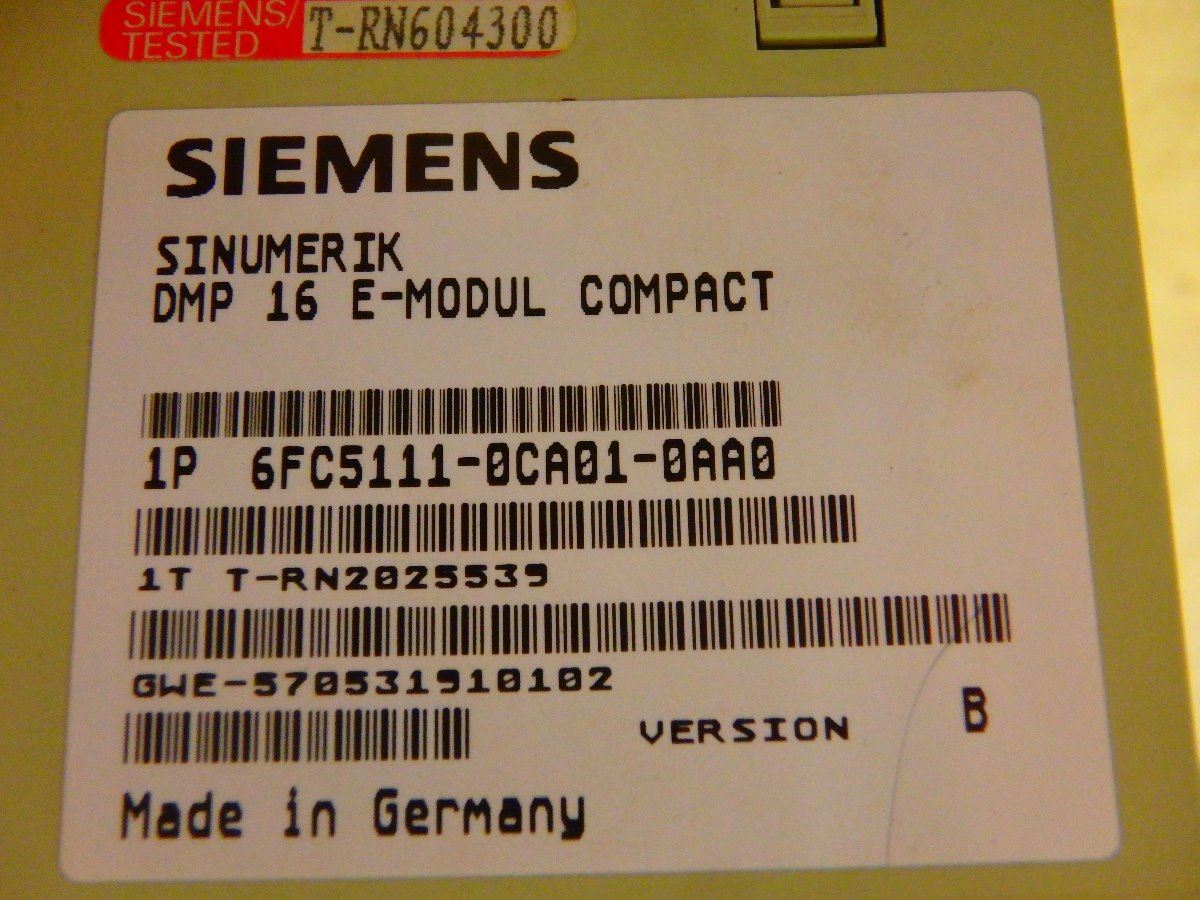 SIEMENS/
TESTED
T-RN604300
SIEMENS
SINUMERIK
DMP 16 E-MODUL COMPACT
1P 6FC5111-0CA01-0AA0
1T T-RN2025539
GWE-570531910102
VERSION B
Made in Germany